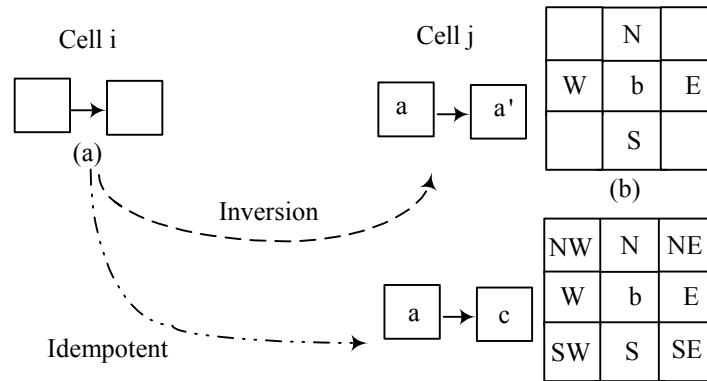 Cell i
Cell j
a
a'
(a)
N
W b E
S
(b)
Inversion
Idempotent
a
c
NW N NE
W b E
SW S SE